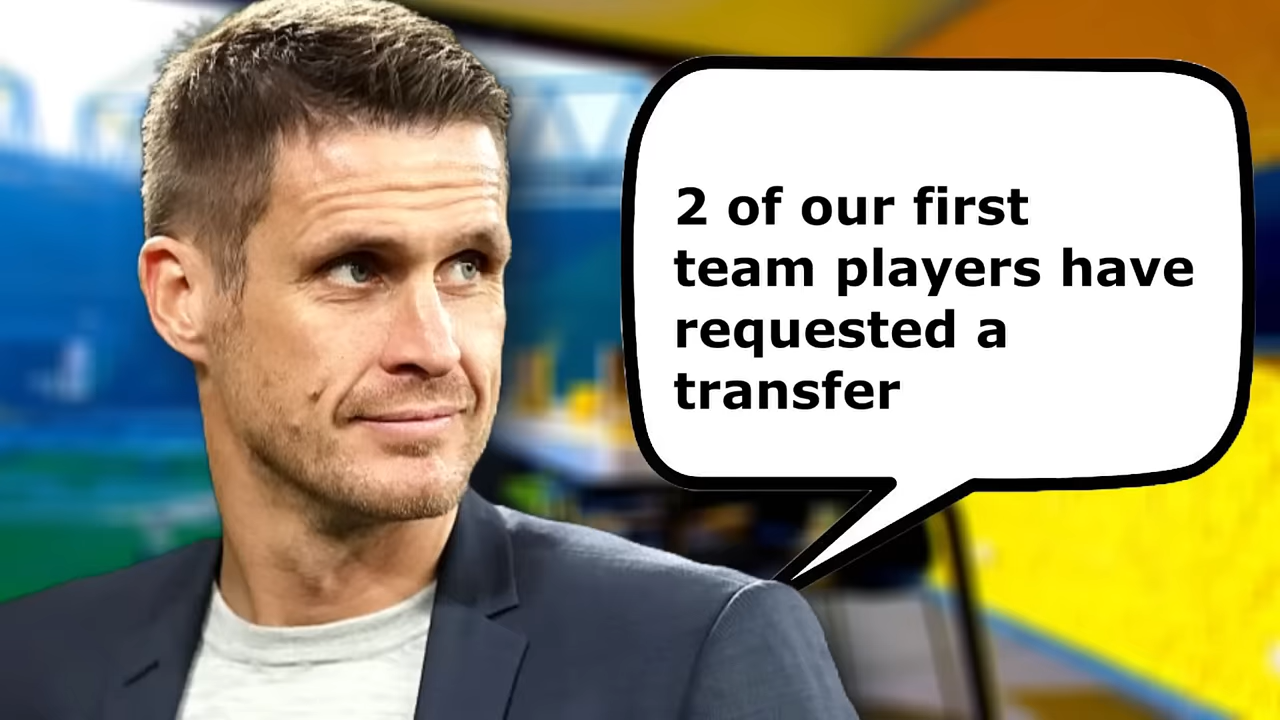 2 of our first
team players have
requested a
transfer